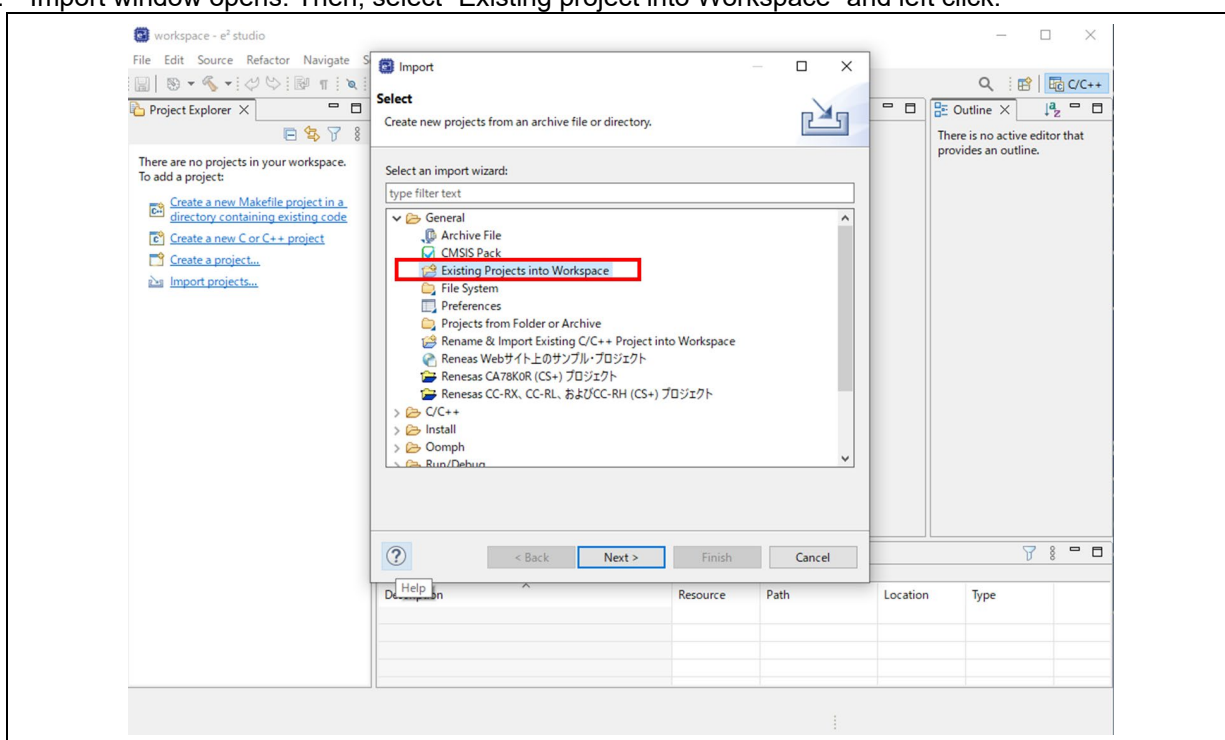 Import window opens. Then, select "Existing project into Workspace" and left click.
workspace - e² studio
File Edit Source Refactor Navigate S
C/C++
Project Explorer
There are no projects in your workspace.
To add a project:
Create a new Makefile project in a
directory containing existing code
Create a new C or C++ project
Create a project...
Import projects...
Import
Select
Create new projects from an archive file or directory.
Select an import wizard:
type filter text
General
Archive File
CMSIS Pack
Existing Projects into Workspace
File System
Preferences
Projects from Folder or Archive
Rename & Import Existing C/C++ Project into Workspace
Reneas Webサイト上のサンプル・プロジェクト
Renesas CA78K0R (CS+) プロジェクト
Renesas CC-RX、CC-RL、およびCC-RH (CS+) プロジェクト
C/C++
Install
Oomph
Run/Debug
< Back Next > Finish Cancel
Help
Outline
There is no active editor that
provides an outline.
Resource Path Location Type